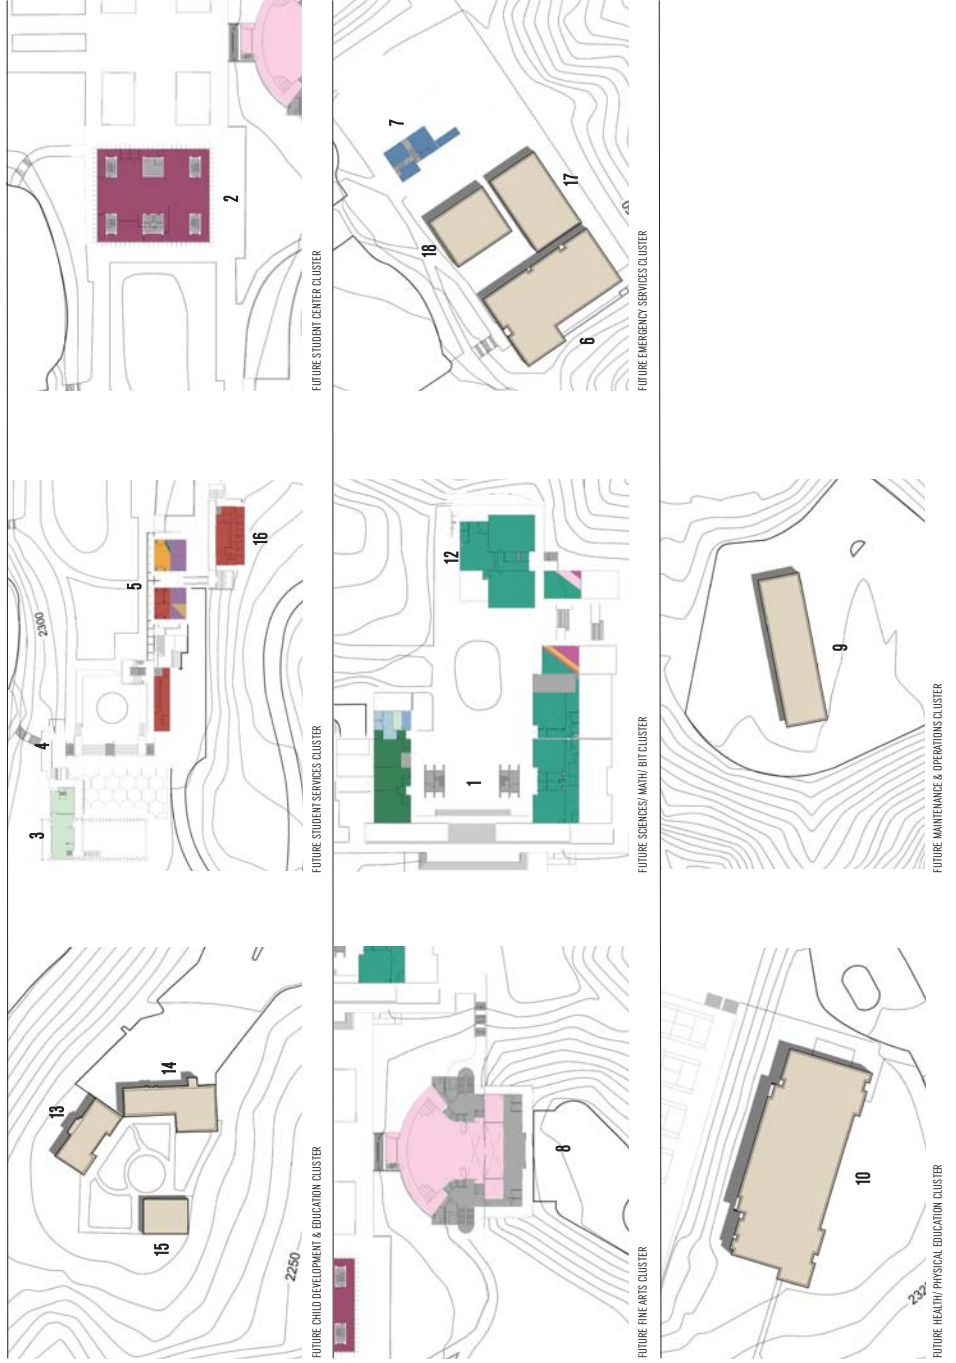 13
14
15
2250
FUTURE CHILD DEVELOPMENT & EDUCATION CLUSTER
3
4
2300
5
16
FUTURE STUDENT SERVICES CLUSTER
2
FUTURE STUDENT CENTER CLUSTER
8
FUTURE FINE ARTS CLUSTER
12
1
FUTURE SCIENCES/ MATH/ BIT CLUSTER
7
18
17
6
FUTURE EMERGENCY SERVICES CLUSTER
10
232
FUTURE HEALTH/ PHYSICAL EDUCATION CLUSTER
9
FUTURE MAINTENANCE & OPERATIONS CLUSTER